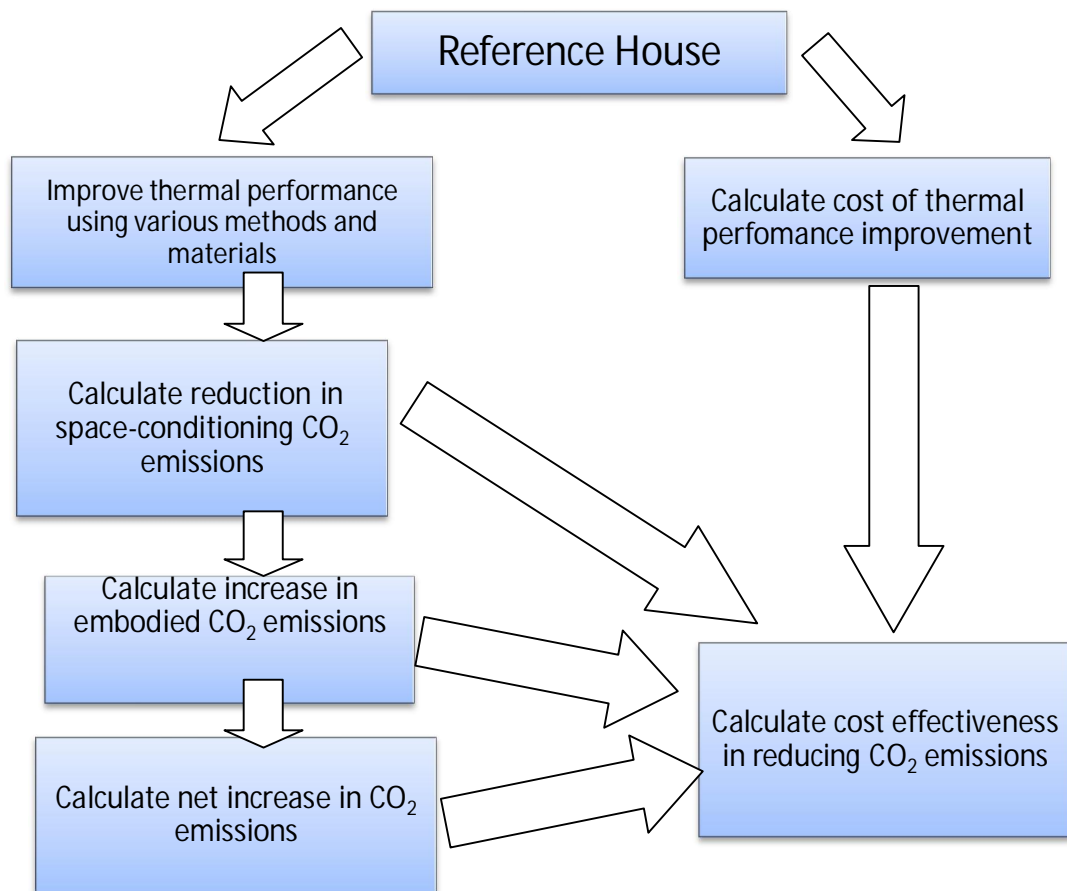 Reference House
Improve thermal performance
using various methods and
materials
Calculate cost of thermal
perfomance improvement
Calculate reduction in
space-conditioning CO₂
emissions
Calculate increase in
embodied CO₂ emissions
Calculate cost effectiveness
in reducing CO₂ emissions
Calculate net increase in CO₂
emissions